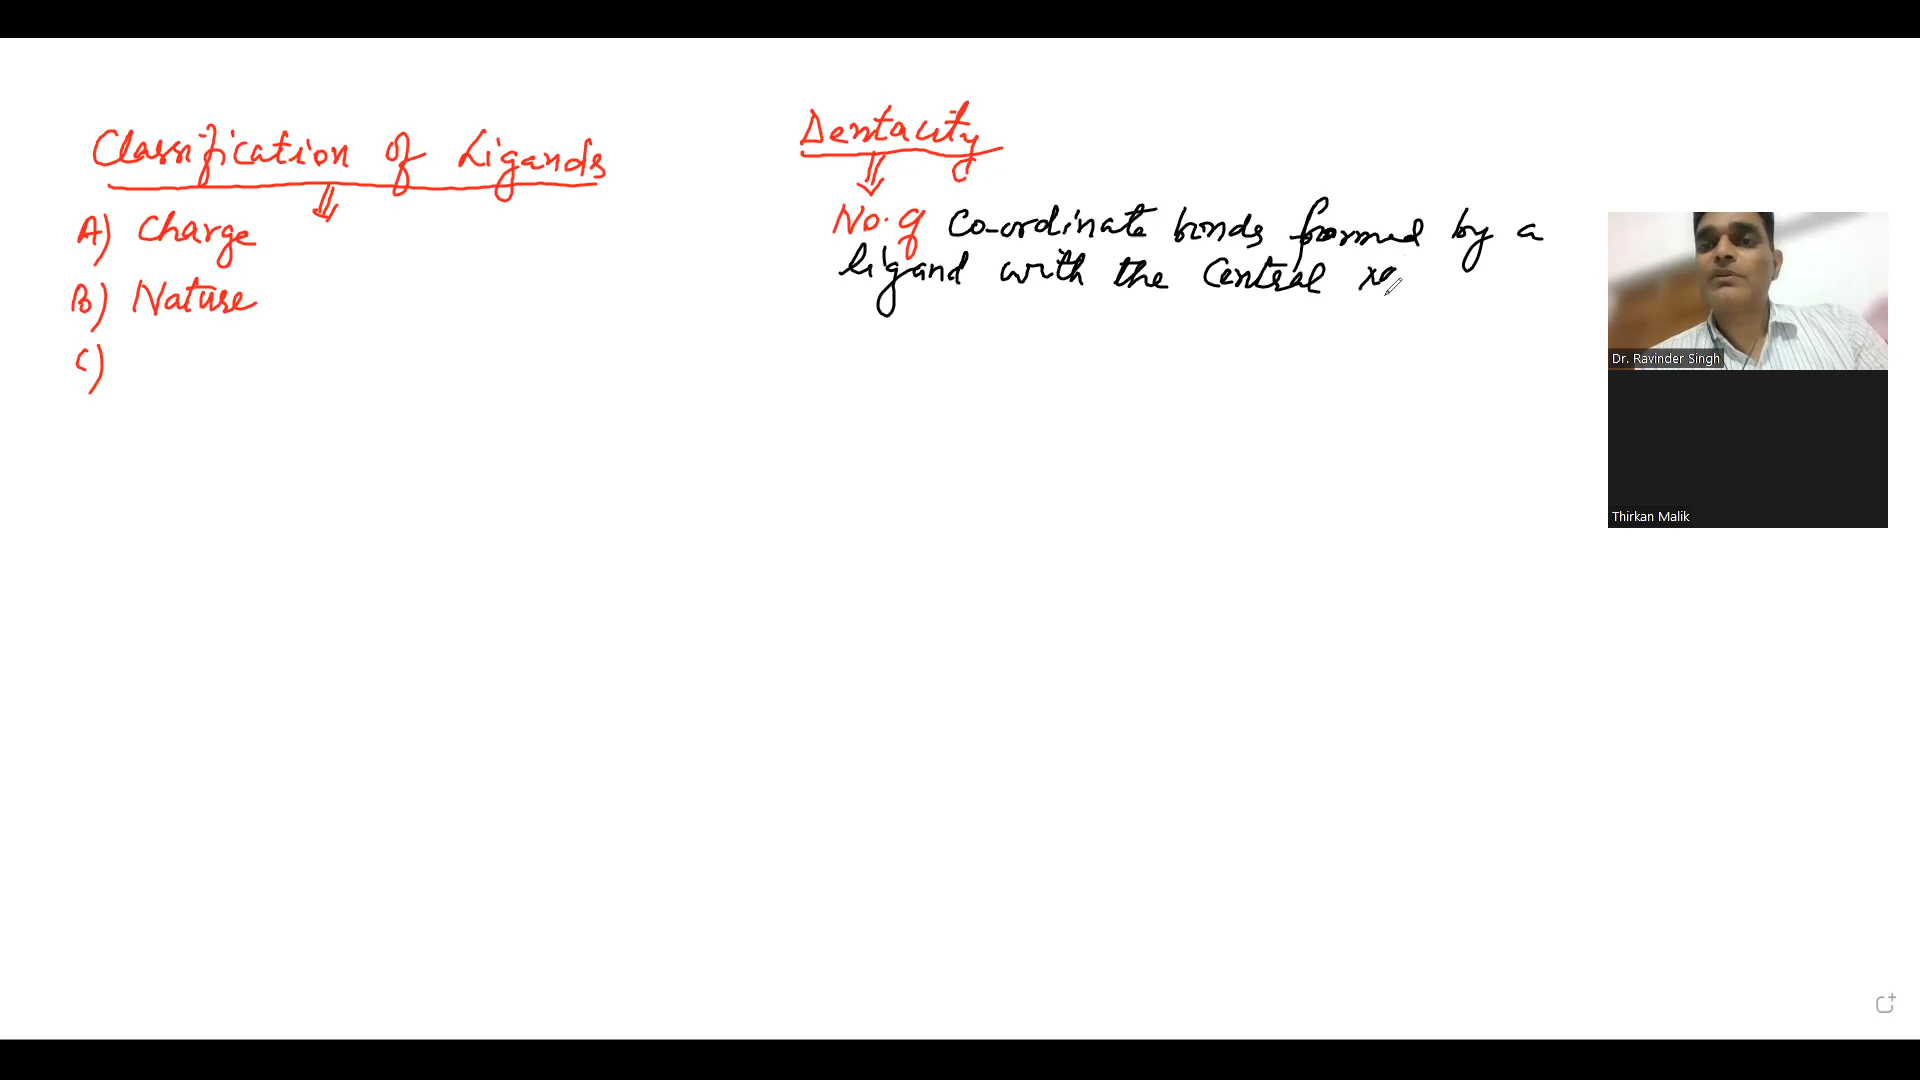 Classification of Ligands
A) Charge
B) Nature
C)
Dentacity
No. of Co-ordinate bonds formed by a
ligand with the Central
Dr. Ravinder Singh
Thirkan Malik